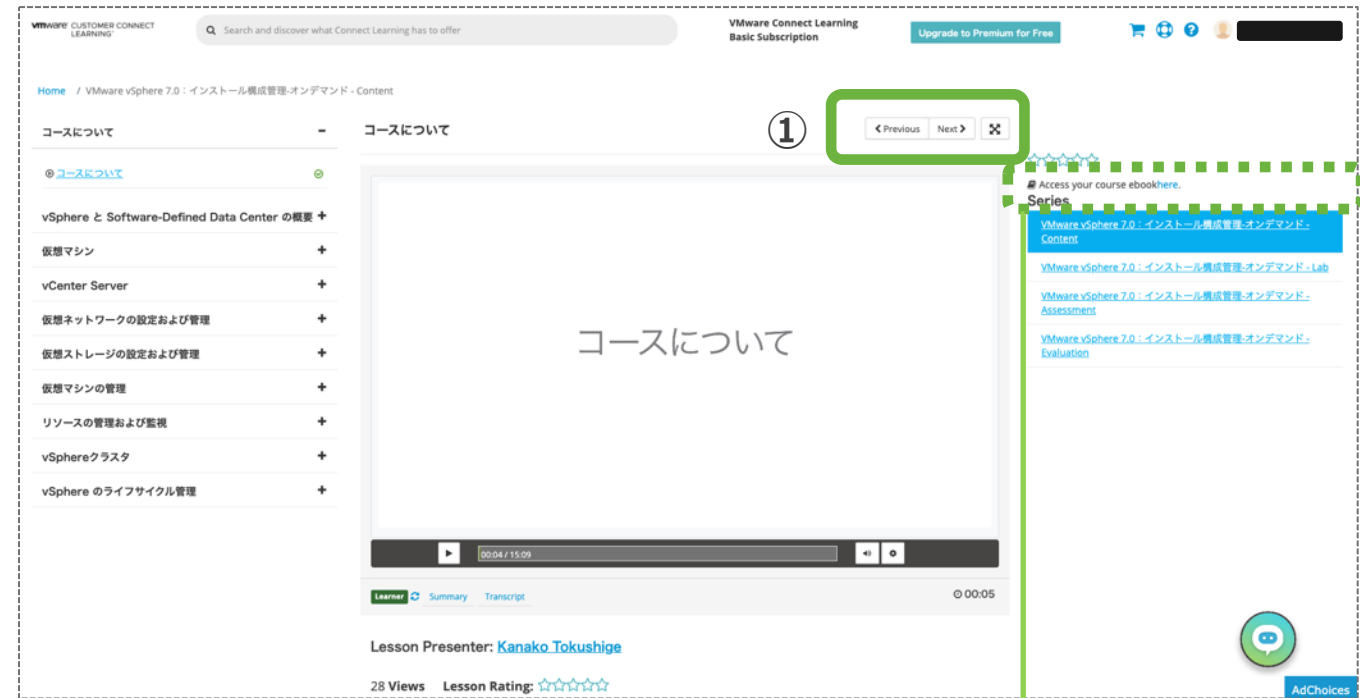 vmware® CUSTOMER CONNECT
LEARNING
Search and discover what Connect Learning has to offer
VMware Connect Learning
Basic Subscription
Upgrade to Premium for Free
Home / VMware vSphere 7.0：インストール構成管理-オンデマンド - Content
コースについて
コースについて
vSphere と Software-Defined Data Center の概要
仮想マシン
vCenter Server
仮想ネットワークの設定および管理
仮想ストレージの設定および管理
仮想マシンの管理
リソースの管理および監視
vSphereクラスタ
vSphere のライフサイクル管理
コースについて
①
Previous Next
コースについて
00:04 / 15:09
Learner Summary Transcript
00:05
Lesson Presenter: Kanako Tokushige
28 Views Lesson Rating:
Access your course ebookhere.
Series
VMware vSphere 7.0：インストール構成管理-オンデマンド -
Content
VMware vSphere 7.0：インストール構成管理-オンデマンド - Lab
VMware vSphere 7.0：インストール構成管理-オンデマンド -
Assessment
VMware vSphere 7.0：インストール構成管理-オンデマンド -
Evaluation
AdChoices